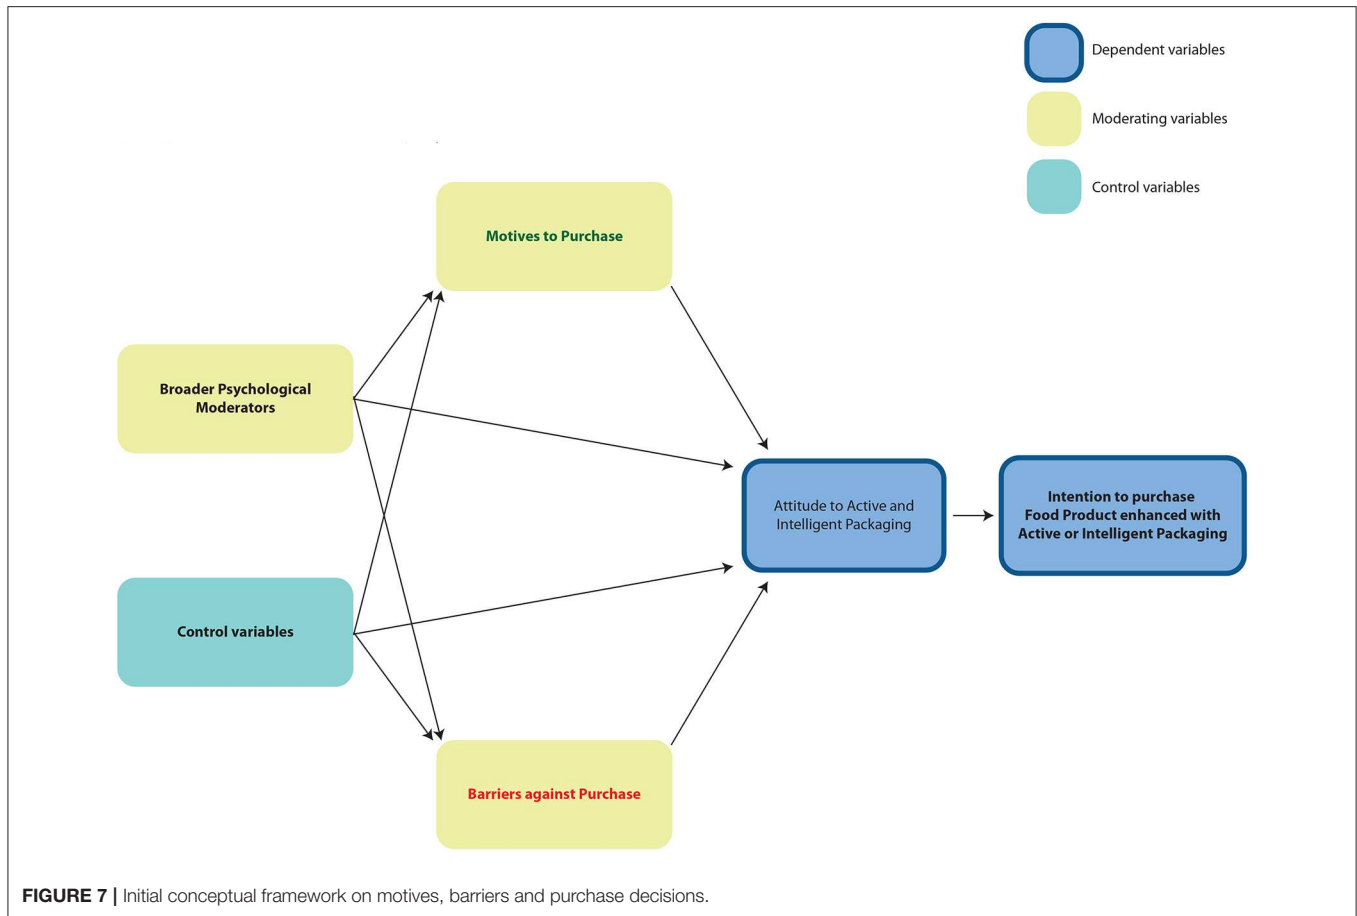 Dependent variables
Moderating variables
Control variables
Motives to Purchase
Broader Psychological
Moderators
Attitude to Active and
Intelligent Packaging
Intention to purchase
Food Product enhanced with
Active or Intelligent Packaging
Control variables
Barriers against Purchase
FIGURE 7 | Initial conceptual framework on motives, barriers and purchase decisions.